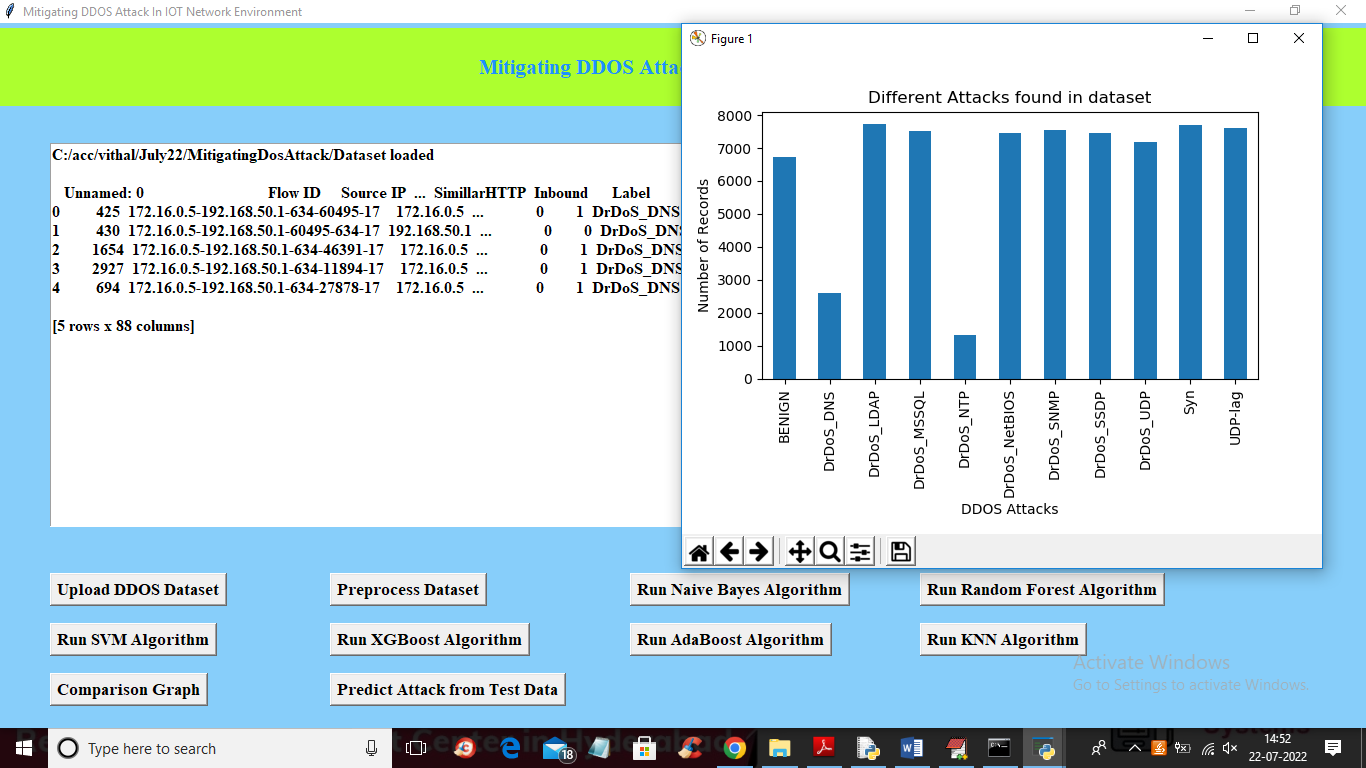 Mitigating DDOS Attack In IOT Network Environment
Mitigating DDOS Atta
C:/acc/vithal/July22/MitigatingDosAttack/Dataset loaded
Unnamed: 0 Flow ID Source IP ... SimillarHTTP Inbound Label
0 425 172.16.0.5-192.168.50.1-634-60495-17 172.16.0.5 ... 0 1 DrDoS_DNS
1 430 172.16.0.5-192.168.50.1-60495-634-17 192.168.50.1 ... 0 0 DrDoS_DN
2 1654 172.16.0.5-192.168.50.1-634-46391-17 172.16.0.5 ... 0 1 DrDoS_DNS
3 2927 172.16.0.5-192.168.50.1-634-11894-17 172.16.0.5 ... 0 1 DrDoS_DNS
4 694 172.16.0.5-192.168.50.1-634-27878-17 172.16.0.5 ... 0 1 DrDoS_DNS
[5 rows x 88 columns]
Figure 1
Different Attacks found in dataset
Number of Records
8000
7000
6000
5000
4000
3000
2000
1000
0
BENIGN
DrDoS_DNS
DrDoS_LDAP
DrDoS_MSSQL
DrDoS_NTP
DrDoS_NetBIOS
DrDoS_SNMP
DrDoS_SSDP
DrDoS_UDP
Syn
UDP-lag
DDOS Attacks
Upload DDOS Dataset
Preprocess Dataset
Run Naive Bayes Algorithm
Run Random Forest Algorithm
Run SVM Algorithm
Run XGBoost Algorithm
Run AdaBoost Algorithm
Run KNN Algorithm
Comparison Graph
Predict Attack from Test Data
Activate Windows
Go to Settings to activate Windows.
Type here to search
18
14:52
22-07-2022